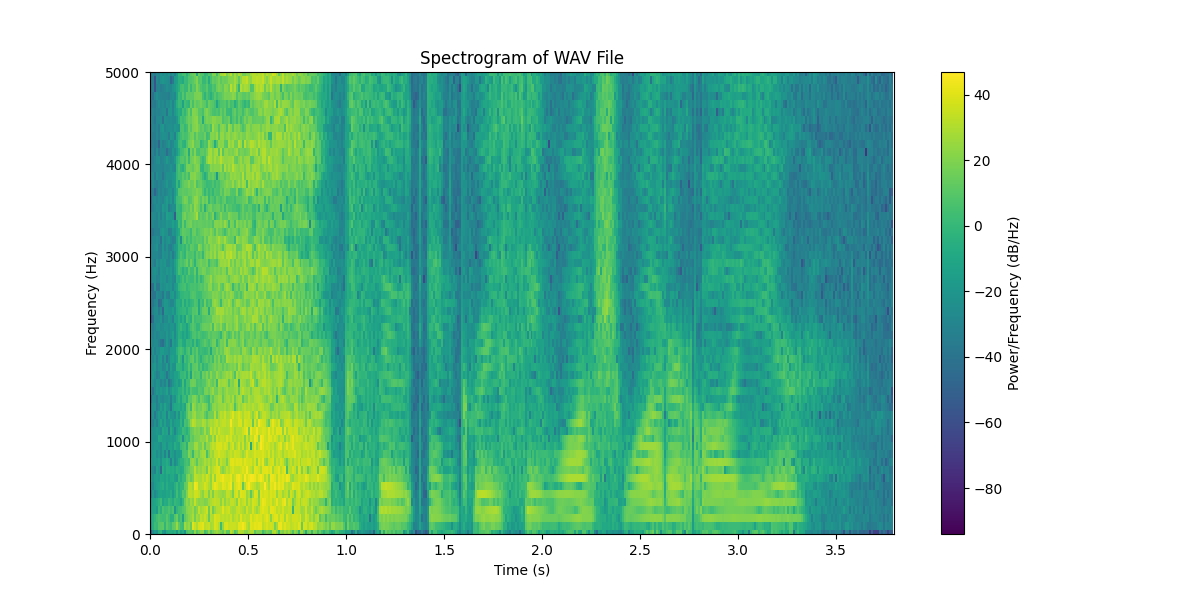 Spectrogram of WAV File
5000
4000
3000
2000
1000
0
Frequency (Hz)
0.0 0.5 1.0 1.5 2.0 2.5 3.0 3.5
Time (s)
40
20
0
−20
−40
−60
−80
Power/Frequency (dB/Hz)